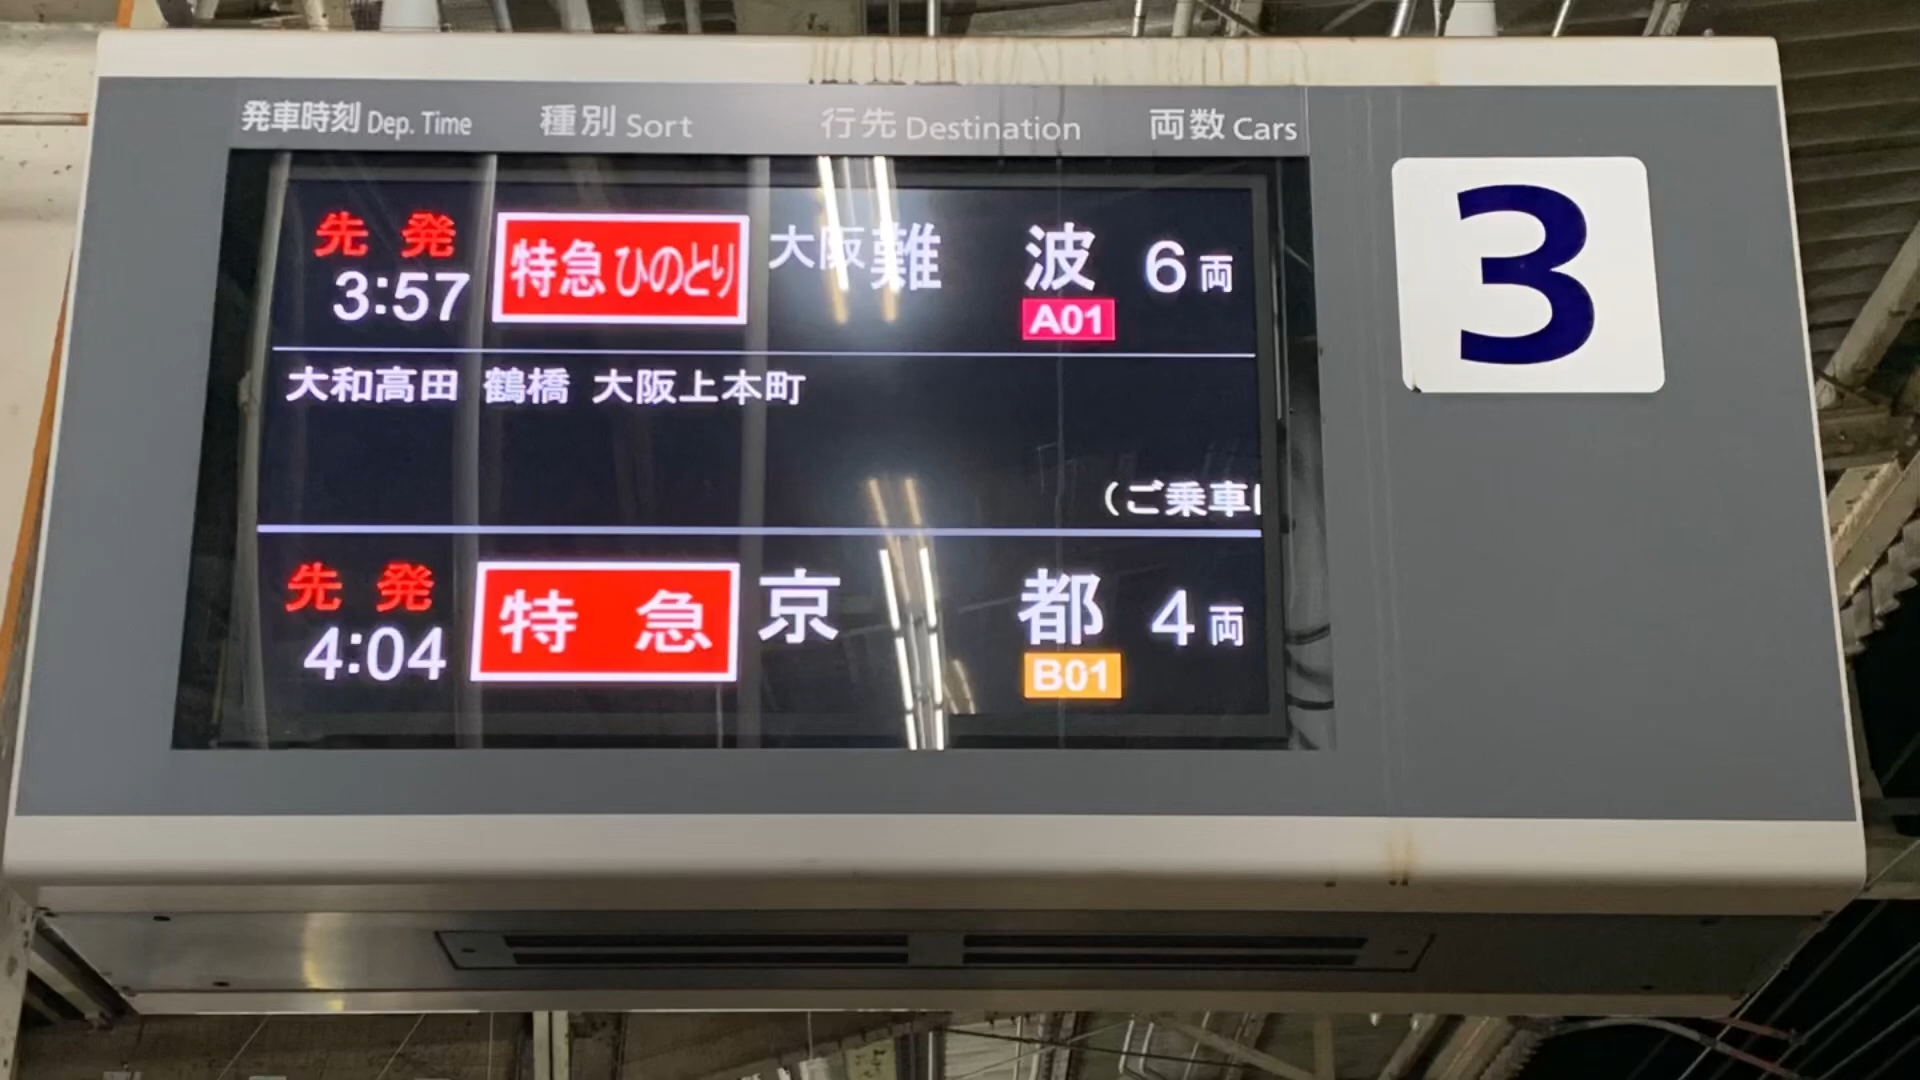 発車時刻 Dep. Time 種別 Sort 行先 Destination 両数 Cars
3
先発 3:57 特急 ひのとり 大阪難波 A01 6両
大和高田 鶴橋 大阪上本町
(ご乗車
先発 4:04 特急 京都 B01 4両